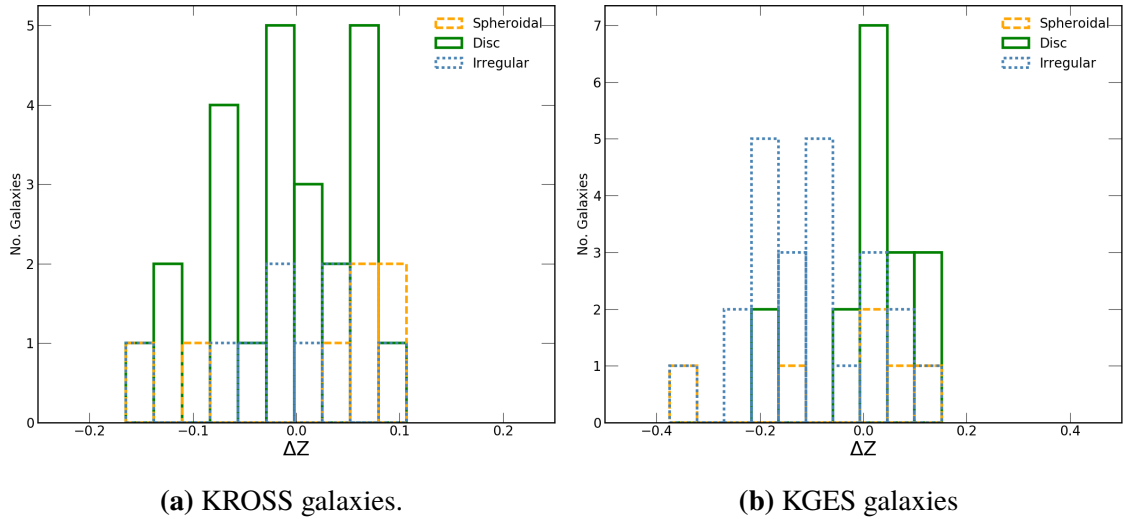 5
4
3
2
1
0
No. Galaxies
−0.2
−0.1
0.0
0.1
0.2
ΔZ
Spheroidal
Disc
Irregular
(a) KROSS galaxies.
7
6
5
4
3
2
1
0
No. Galaxies
−0.4
−0.2
0.0
0.2
0.4
ΔZ
Spheroidal
Disc
Irregular
(b) KGES galaxies